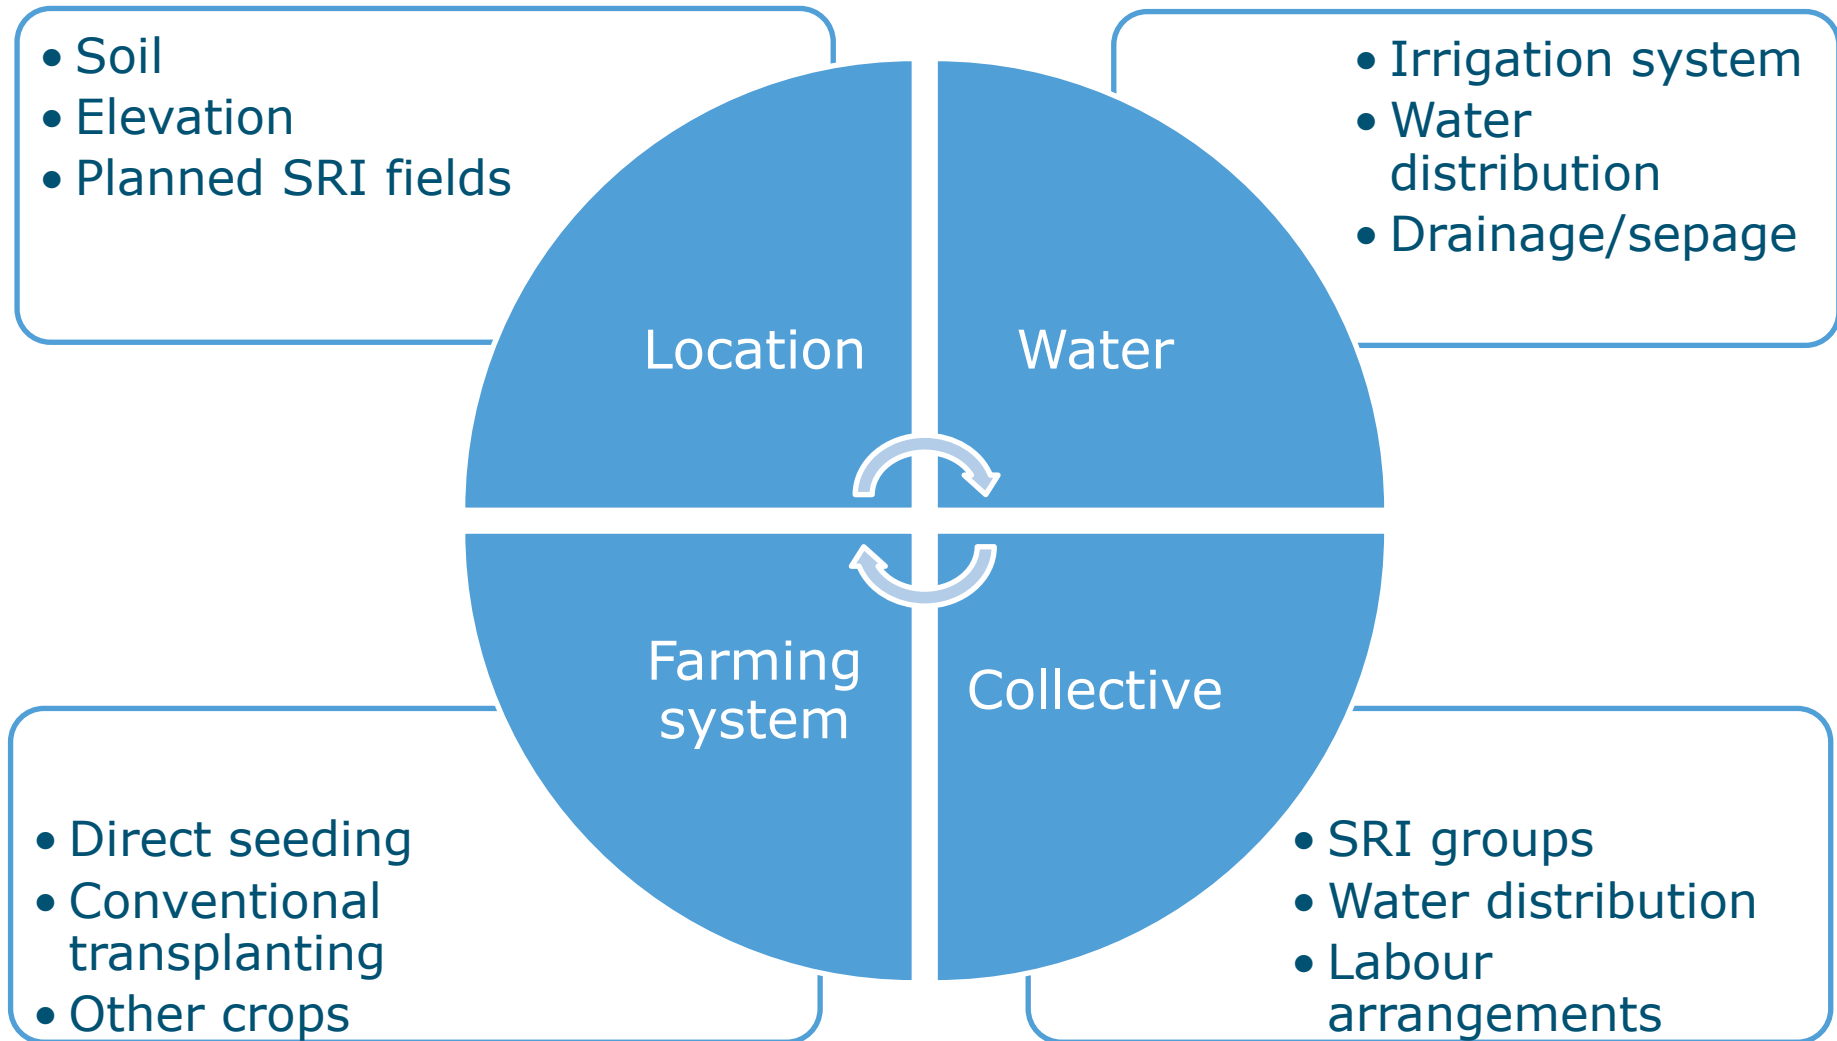 • Soil
• Elevation
• Planned SRI fields
• Irrigation system
• Water
distribution
• Drainage/sepage
Location
Water
Farming
system
Collective
• Direct seeding
• Conventional
transplanting
• Other crops
• SRI groups
• Water distribution
• Labour
arrangements